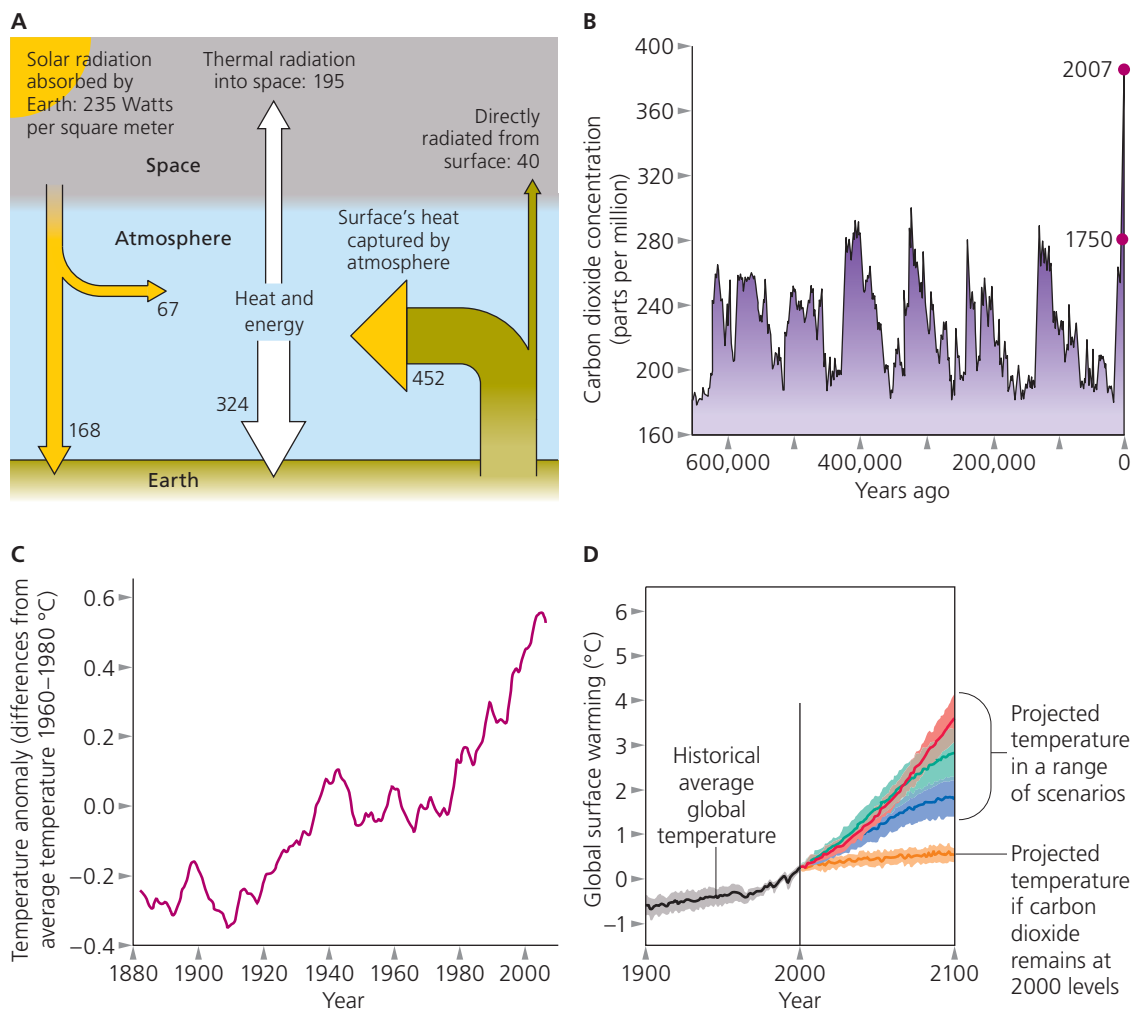 A
Solar radiation
absorbed by
Earth: 235 Watts
per square meter
Thermal radiation
into space: 195
Directly
radiated from
surface: 40
Space
Atmosphere
Surface's heat
captured by
atmosphere
67
Heat and
energy
452
324
168
Earth
B
Carbon dioxide concentration
(parts per million)
400
360
320
280
240
200
160
2007
1750
600,000
400,000
200,000
0
Years ago
C
Temperature anomaly (differences from
average temperature 1960–1980 °C)
0.6
0.4
0.2
0.0
−0.2
−0.4
1880
1900
1920
1940
1960
1980
2000
Year
D
Global surface warming (°C)
6
5
4
3
2
1
0
−1
Historical
average
global
temperature
Projected
temperature
in a range
of scenarios
Projected
temperature
if carbon
dioxide
remains at
2000 levels
1900
2000
2100
Year